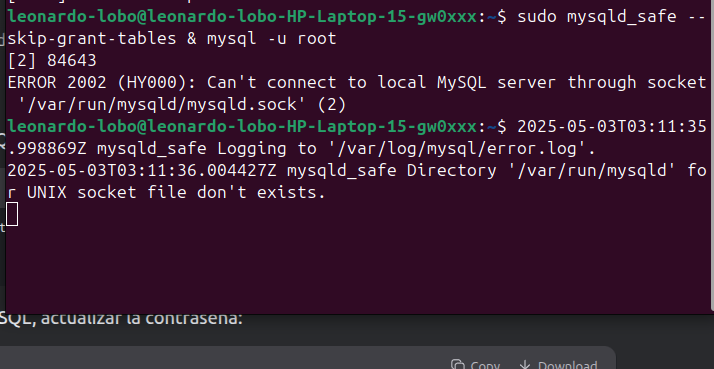 leonardo-lobo@leonardo-lobo-HP-Laptop-15-gw0xxx:~$ sudo mysqld_safe --
skip-grant-tables & mysql -u root
[2] 84643
ERROR 2002 (HY000): Can't connect to local MySQL server through socket
'/var/run/mysqld/mysqld.sock' (2)
leonardo-lobo@leonardo-lobo-HP-Laptop-15-gw0xxx:~$ 2025-05-03T03:11:35
.998869Z mysqld_safe Logging to '/var/log/mysql/error.log'.
2025-05-03T03:11:36.004427Z mysqld_safe Directory '/var/run/mysqld' fo
r UNIX socket file don't exists.
SQL, actualizar la contraseña:
Copy Download